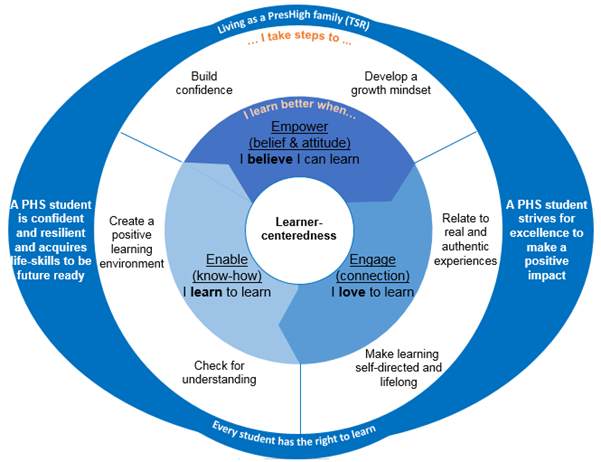 Living as a PresHigh family (TSR)
... I take steps to ...
Build
confidence
Develop a
growth mindset
I learn better when...
Empower
(belief & attitude)
I believe I can learn
A PHS student
is confident
and resilient
and acquires
life-skills to be
future ready
Create a
positive
learning
environment
Learner-
centeredness
Relate to
real and
authentic
experiences
A PHS student
strives for
excellence to
make a
positive
impact
Enable
(know-how)
I learn to learn
Engage
(connection)
I love to learn
Check for
understanding
Make learning
self-directed and
lifelong
Every student has the right to learn